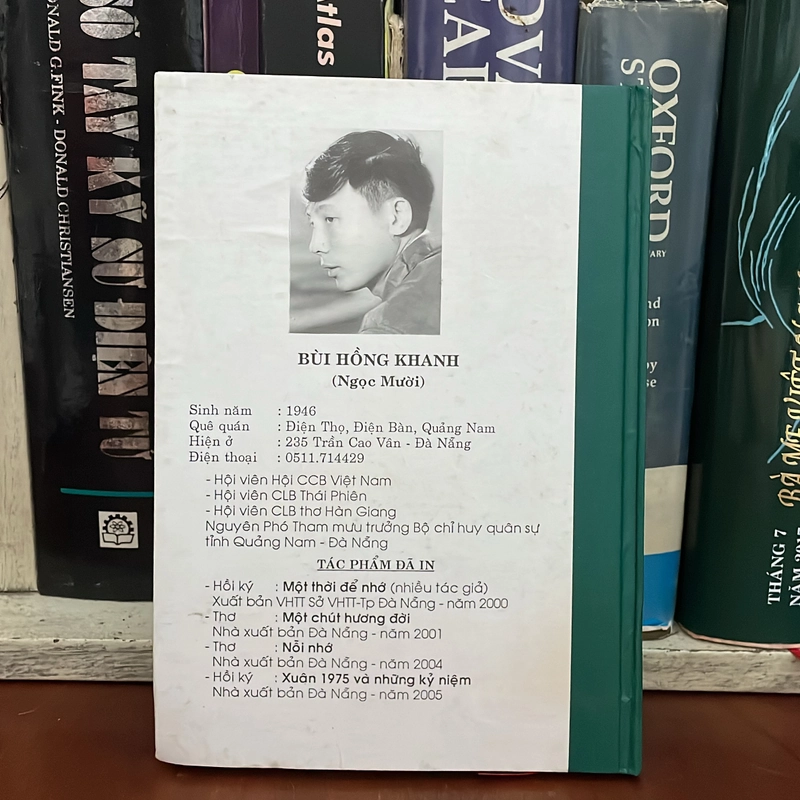 SỔ TAY KỸ SƯ ĐIỆN TỬ
DONALD G.FINK - DONALD CHRISTIANSEN
Atlas
OXFORD
BÙI HỒNG KHANH
(Ngọc Mười)
Sinh năm : 1946
Quê quán : Điện Thọ, Điện Bàn, Quảng Nam
Hiện ở : 235 Trần Cao Vân - Đà Nẵng
Điện thoại : 0511.714429
- Hội viên Hội CCB Việt Nam
- Hội viên CLB Thái Phiên
- Hội viên CLB thơ Hàn Giang
Nguyên Phó Tham mưu trưởng Bộ chỉ huy quân sự
tỉnh Quảng Nam - Đà Nẵng
TÁC PHẨM ĐÃ IN
- Hồi ký : Một thời để nhớ (nhiều tác giả)
Xuất bản VHTT Sở VHTT-Tp Đà Nẵng - năm 2000
- Thơ : Một chút hương đời
Nhà xuất bản Đà Nẵng - năm 2001
- Thơ : Nỗi nhớ
Nhà xuất bản Đà Nẵng - năm 2004
- Hồi ký : Xuân 1975 và những kỷ niệm
Nhà xuất bản Đà Nẵng - năm 2005
BÀ MẸ VIỆT
THÁNG 7